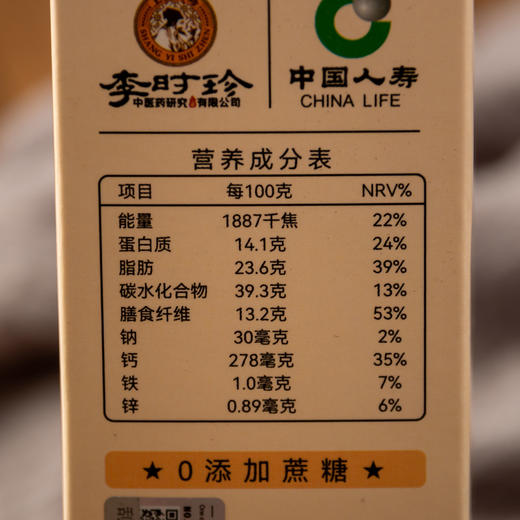 SHANG YI SHI ZHEN
李时珍
中医药研究 有限公司
中国人寿
CHINA LIFE
营养成分表
项目 每100克 NRV%
能量 1887千焦 22%
蛋白质 14.1克 24%
脂肪 23.6克 39%
碳水化合物 39.3克 13%
膳食纤维 13.2克 53%
钠 30毫克 2%
钙 278毫克 35%
铁 1.0毫克 7%
锌 0.89毫克 6%
★ 0添加蔗糖 ★